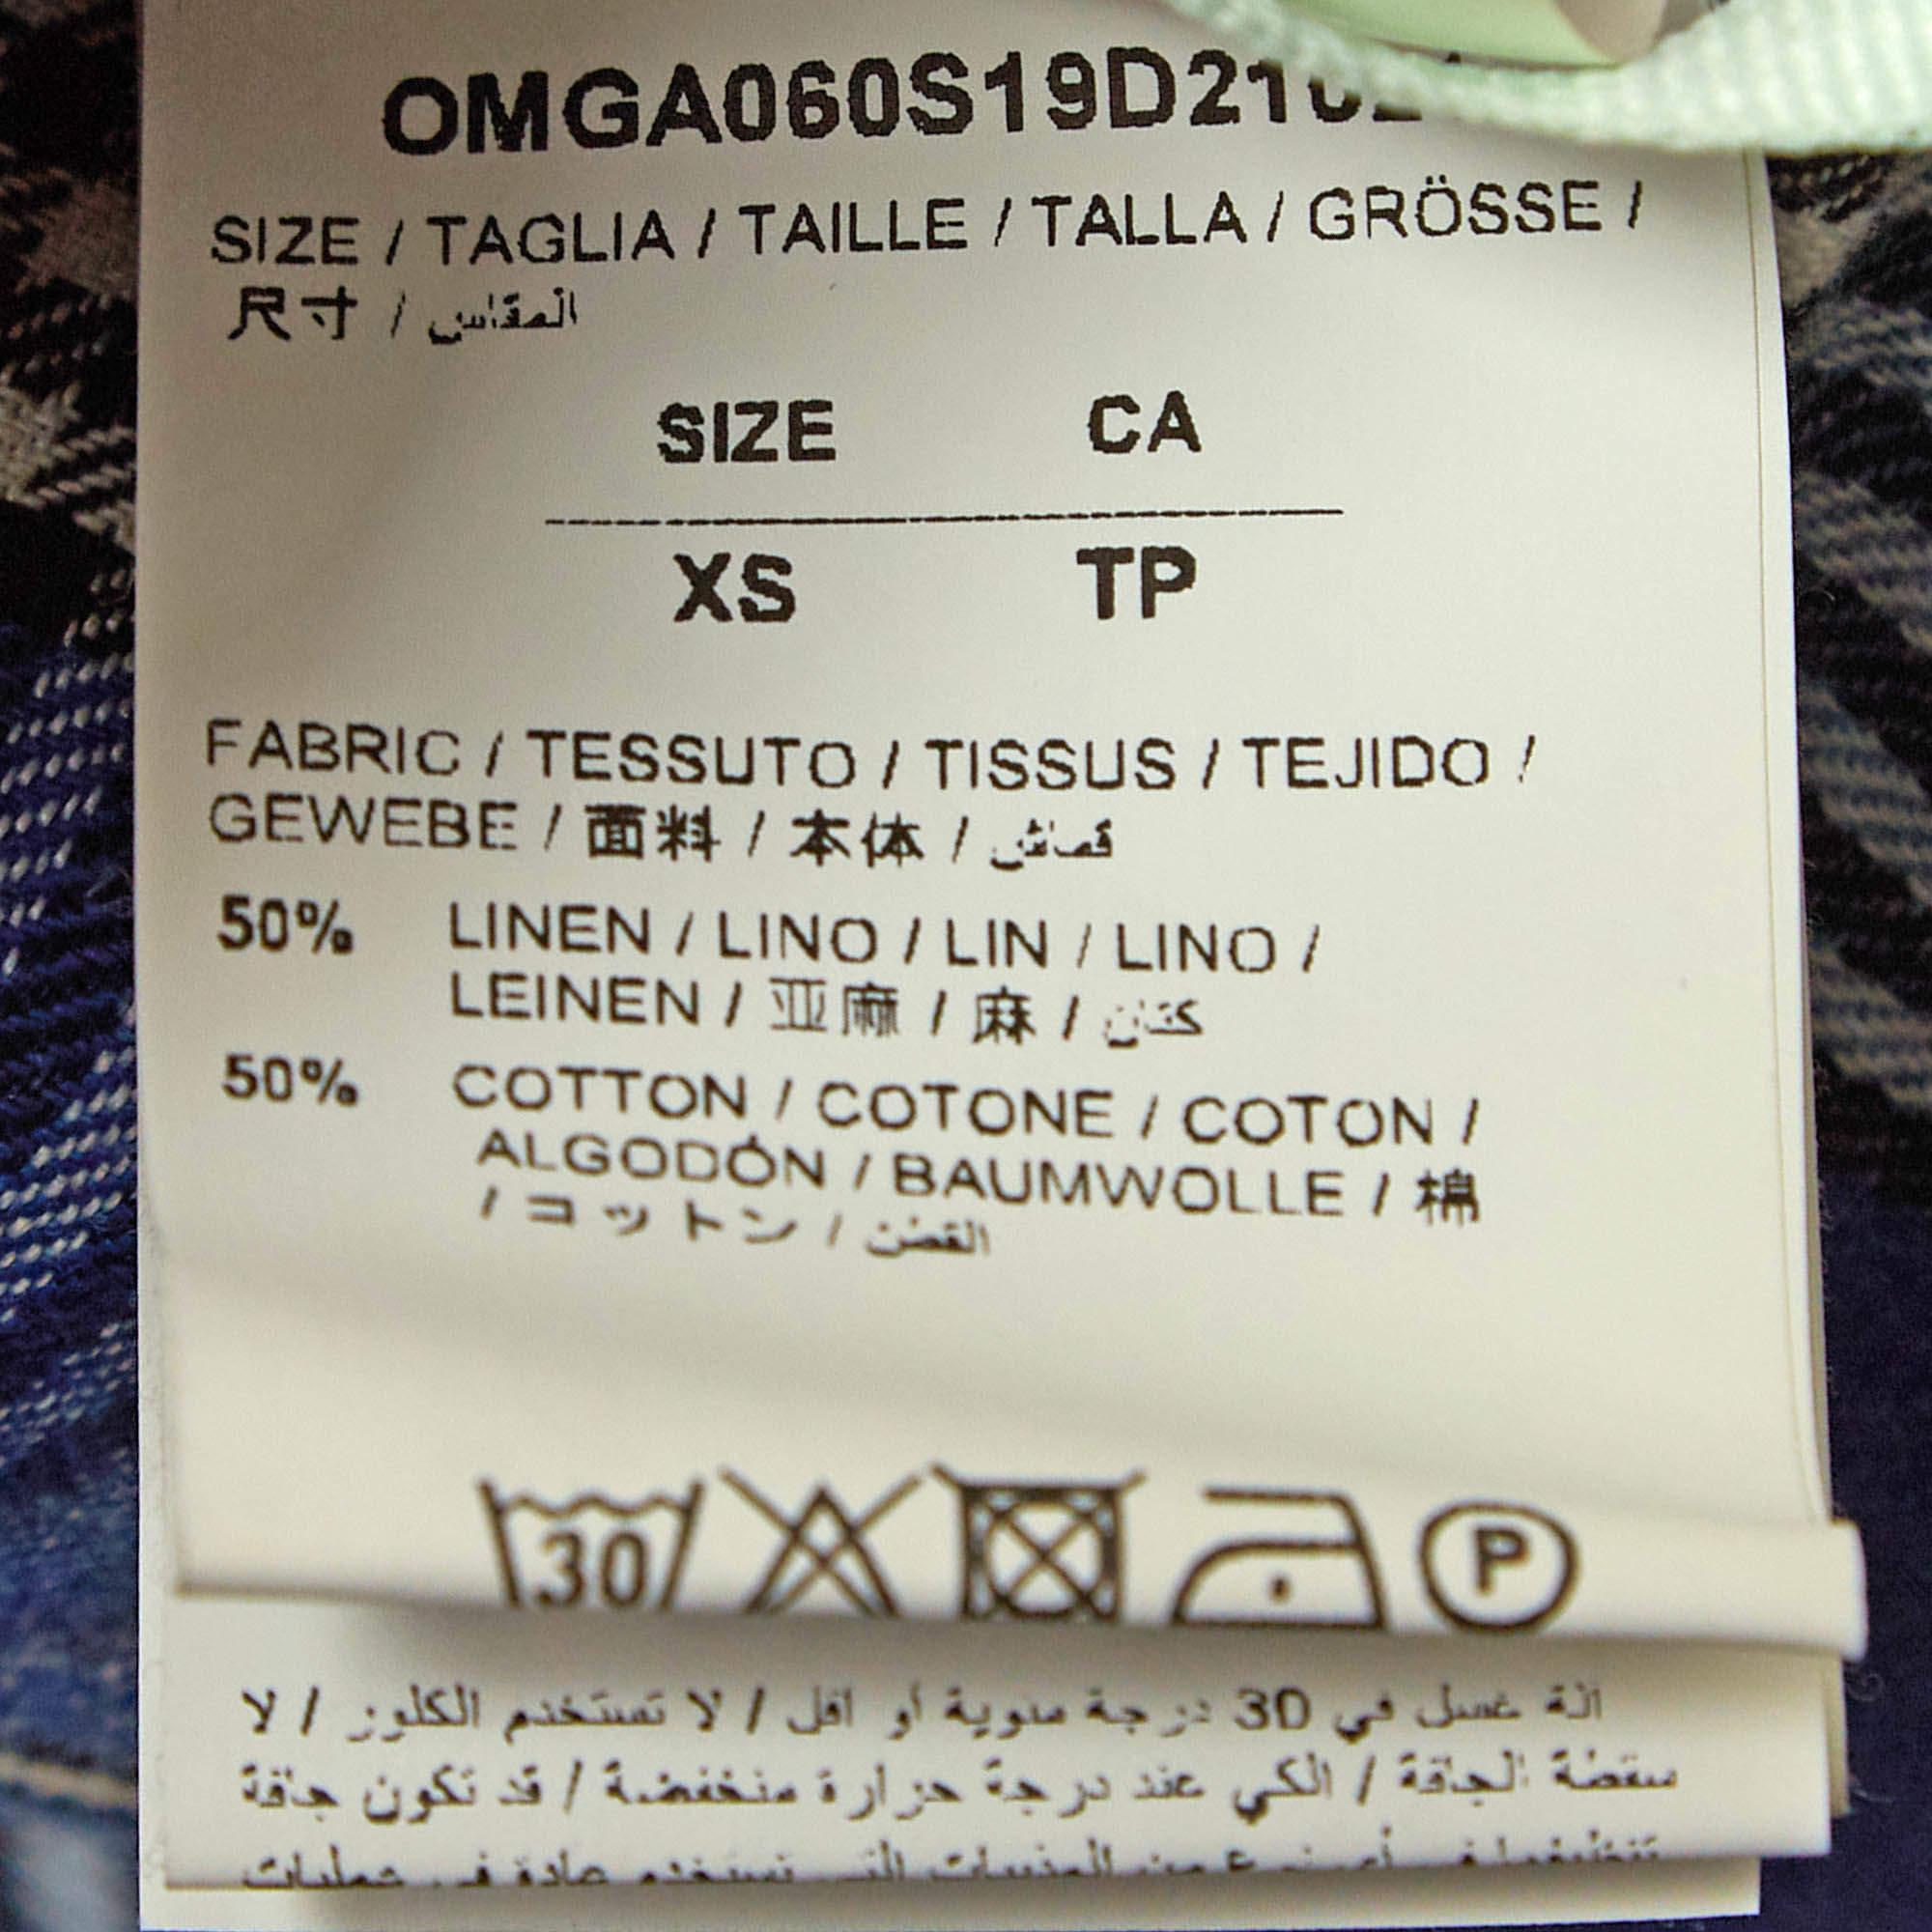 OMGA060S19D21
SIZE / TAGLIA / TAILLE / TALLA / GRÖSSE /
尺寸 / المقاس
SIZE CA
XS TP
FABRIC / TESSUTO / TISSUS / TEJIDO /
GEWEBE / 面料 / 本体 / قماش
50% LINEN / LINO / LIN / LINO /
LEINEN / 亚麻 / 麻 / كتان
50% COTTON / COTONE / COTON /
ALGODÓN / BAUMWOLLE / 棉
/ コットン / القطن
30 P
آلة غسل في 30 درجة مئوية أو أقل / لا تستخدم الكلور / لا
الجافة / الكي عند درجة حرارة منخفضة / قد تكون جافة